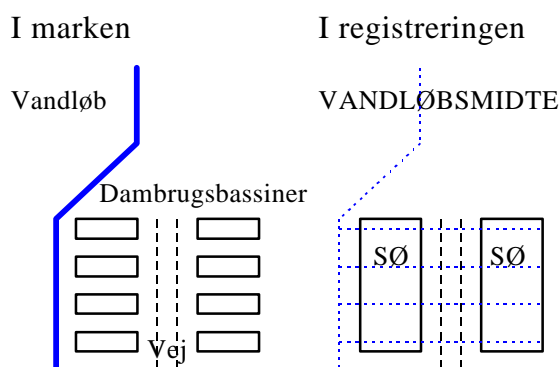 I marken
I registreringen
Vandløb
VANDLØBSMIDTE
Dambrugsbassiner
SØ
SØ
Vej